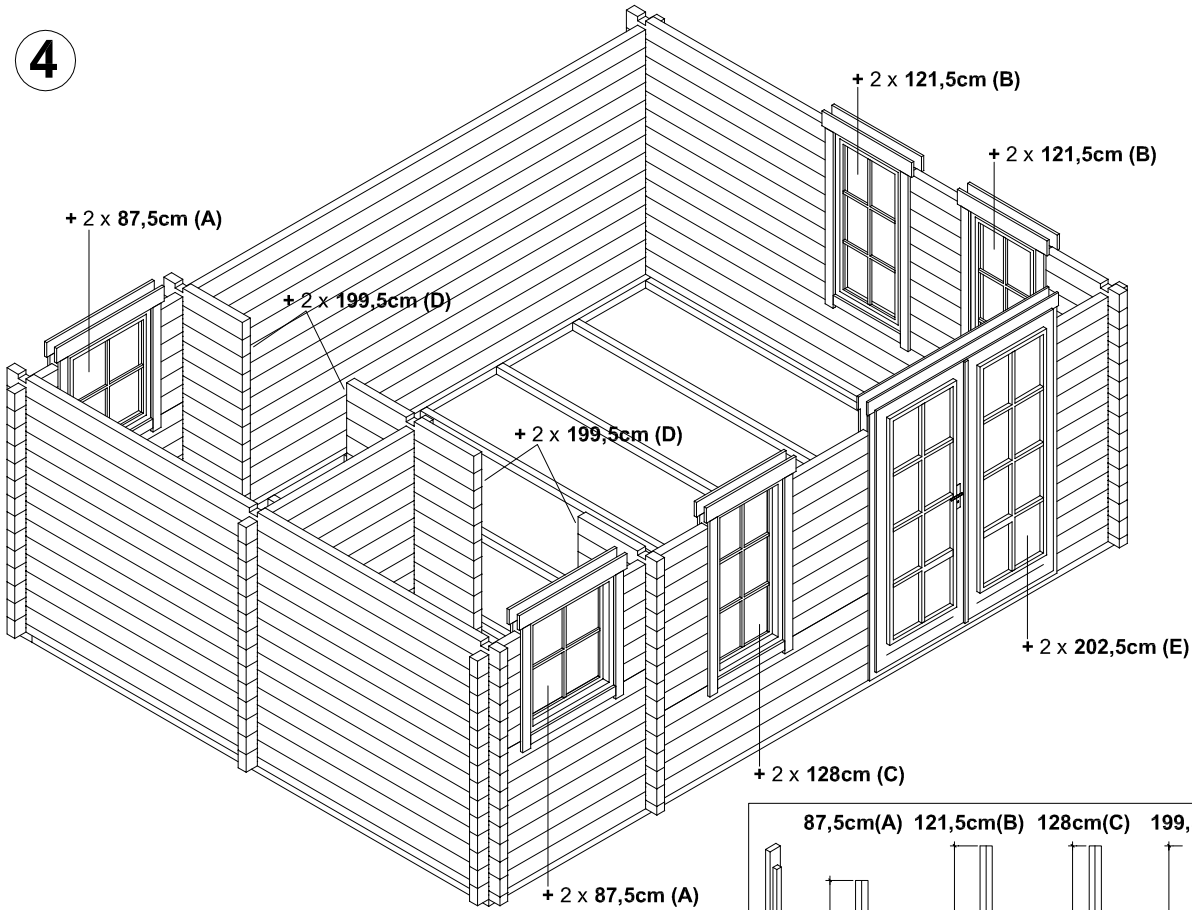 4
+ 2 x 121,5cm (B)
+ 2 x 121,5cm (B)
+ 2 x 87,5cm (A)
+ 2 x 199,5cm (D)
+ 2 x 199,5cm (D)
+ 2 x 202,5cm (E)
+ 2 x 128cm (C)
87,5cm(A) 121,5cm(B) 128cm(C) 199,
+ 2 x 87,5cm (A)